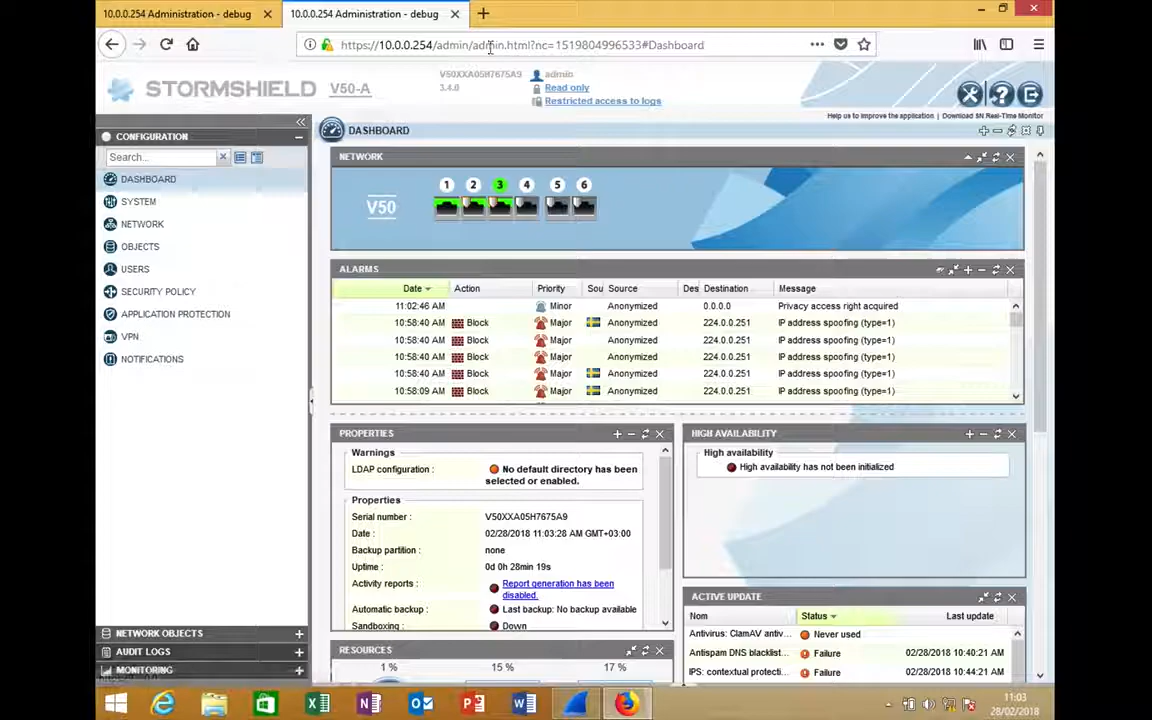 10.0.0.254 Administration - debug
10.0.0.254 Administration - debug
https://10.0.0.254/admin/admin.html?nc=1519804996533#Dashboard
STORMSHIELD V50-A
V50XXA05H7675A9
3.4.0
admin
Read only
Restricted access to logs
Help us to improve the application | Download SN Real-Time Monitor
CONFIGURATION
Search...
DASHBOARD
SYSTEM
NETWORK
OBJECTS
USERS
SECURITY POLICY
APPLICATION PROTECTION
VPN
NOTIFICATIONS
NETWORK OBJECTS
AUDIT LOGS
MONITORING
DASHBOARD
NETWORK
V50
1 2 3 4 5 6
ALARMS
Date Action Priority Sou Source Des Destination Message
11:02:46 AM Minor Anonymized 0.0.0.0 Privacy access right acquired
10:58:40 AM Block Major Anonymized 224.0.0.251 IP address spoofing (type=1)
10:58:40 AM Block Major Anonymized 224.0.0.251 IP address spoofing (type=1)
10:58:40 AM Block Major Anonymized 224.0.0.251 IP address spoofing (type=1)
10:58:40 AM Block Major Anonymized 224.0.0.251 IP address spoofing (type=1)
10:58:09 AM Block Major Anonymized 224.0.0.251 IP address spoofing (type=1)
PROPERTIES
Warnings
LDAP configuration : No default directory has been
selected or enabled.
Properties
Serial number : V50XXA05H7675A9
Date : 02/28/2018 11:03:28 AM GMT+03:00
Backup partition : none
Uptime : 0d 0h 28min 19s
Activity reports : Report generation has been
disabled.
Automatic backup : Last backup: No backup available
Sandboxing : Down
RESOURCES
1 % 15 % 17 %
HIGH AVAILABILITY
High availability
High availability has not been initialized
ACTIVE UPDATE
Nom Status Last update
Antivirus: ClamAV antiv... Never used
Antispam DNS blacklist... Failure 02/28/2018 10:40:21 AM
IPS: contextual protecti... Failure 02/28/2018 10:44:21 AM
11:03
28/02/2018